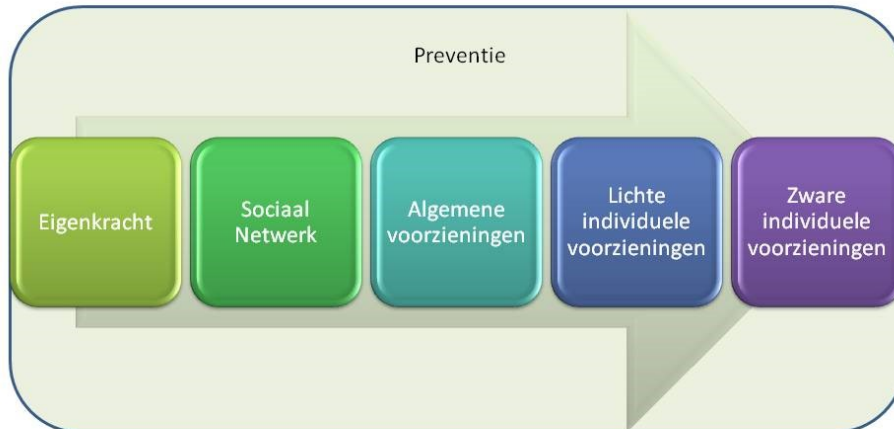 Preventie
Eigenkracht
Sociaal
Netwerk
Algemene
voorzieningen
Lichte
individuele
voorzieningen
Zware
individuele
voorzieningen